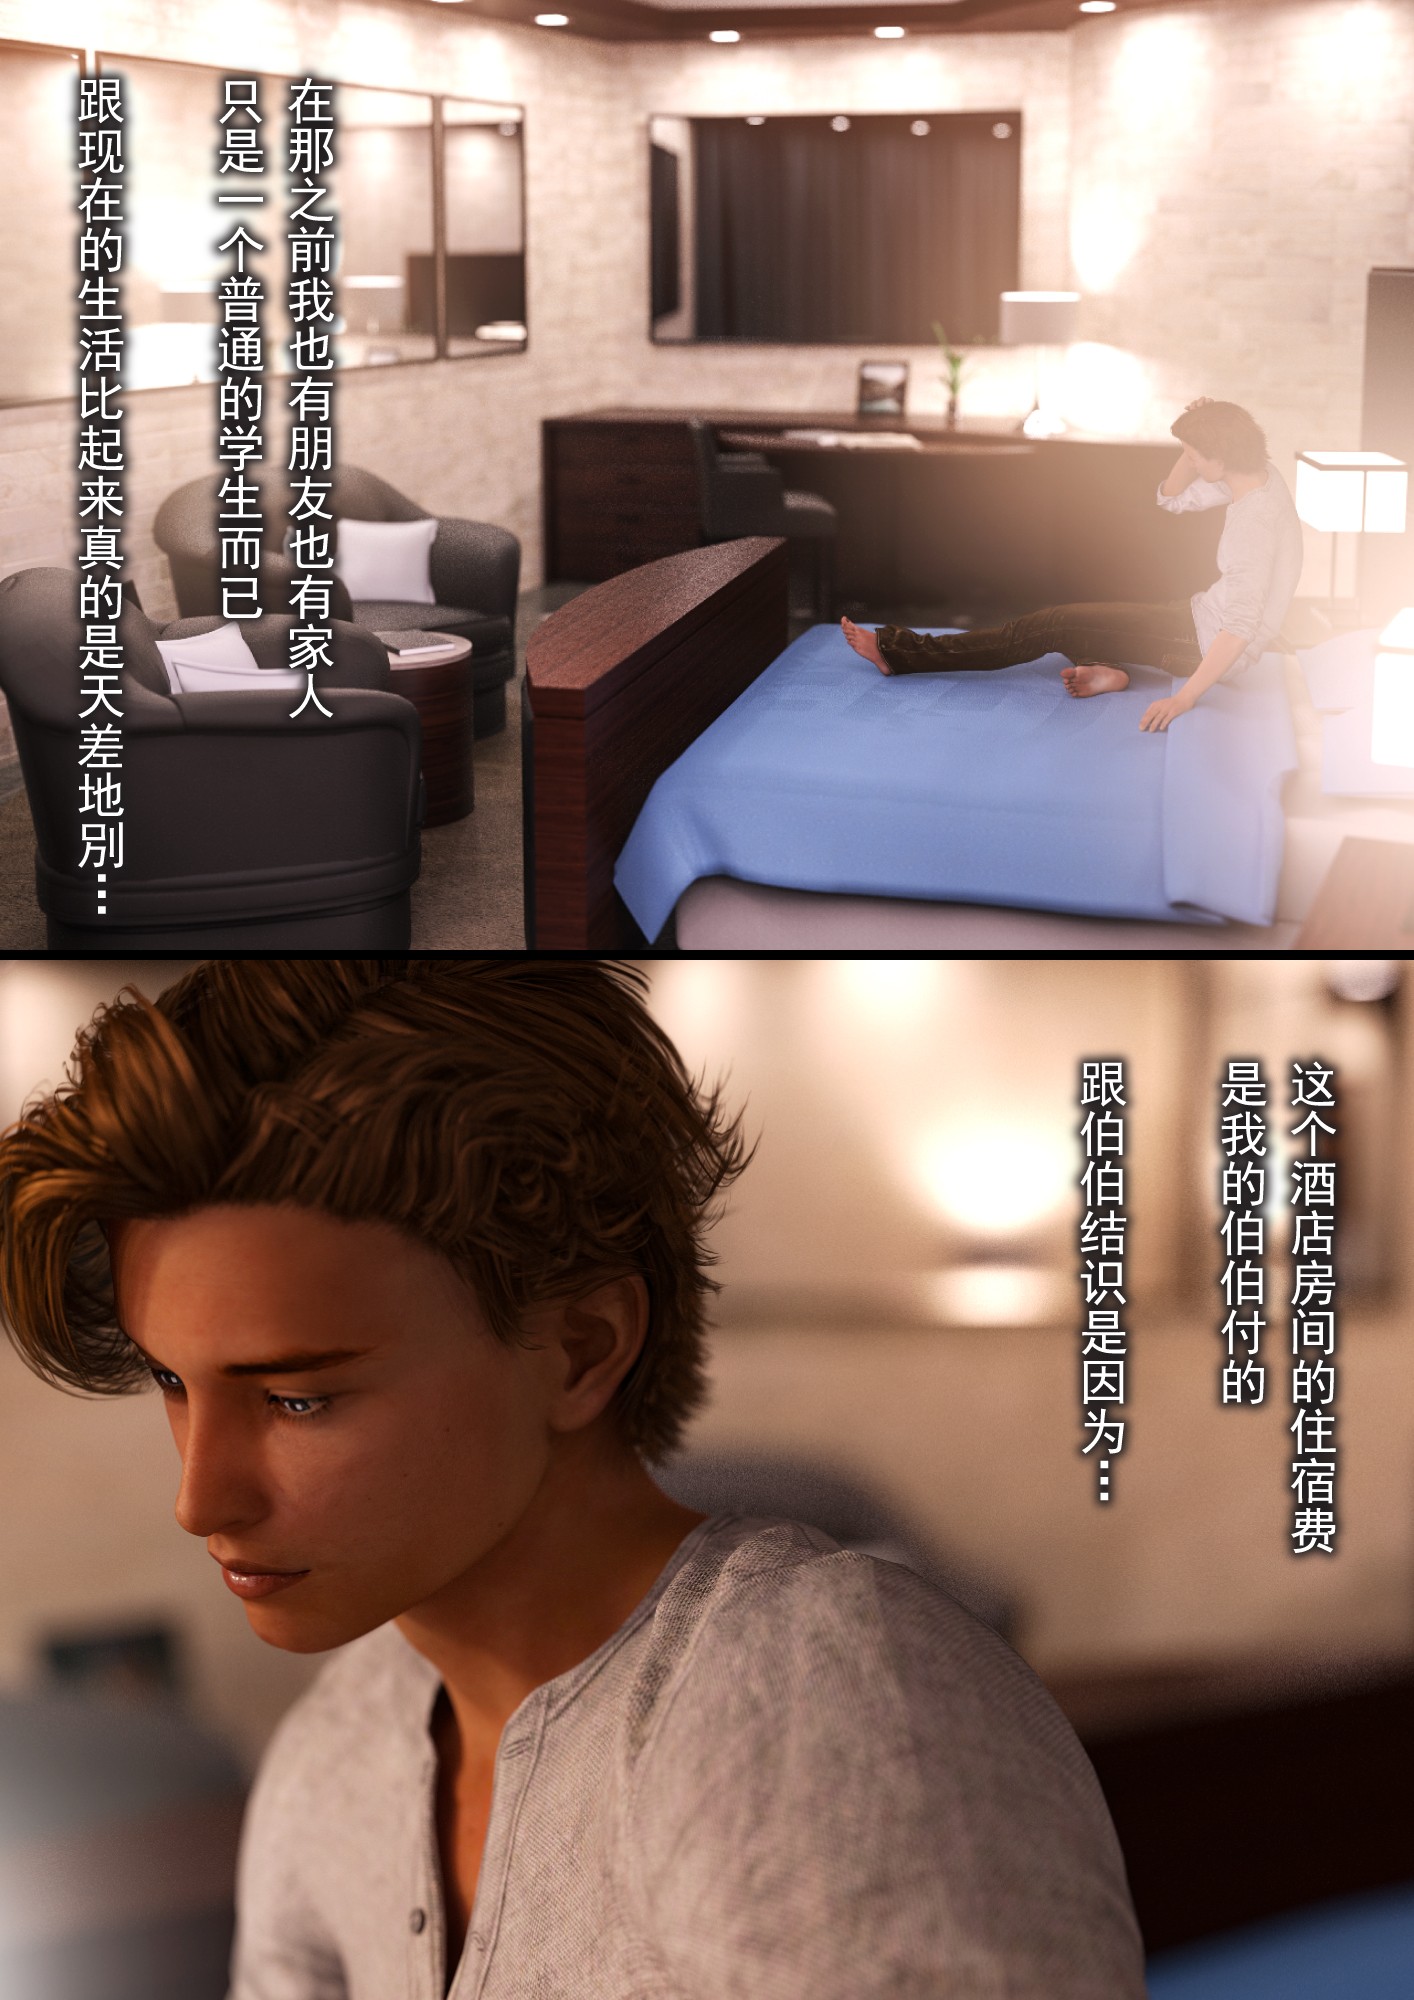 在那之前我也有朋友也有家人
只是一个普通的学生而已
跟现在的生活比起来真的是天差地別…
这个酒店房间的住宿费
是我的伯伯付的
跟伯伯结识是因为…